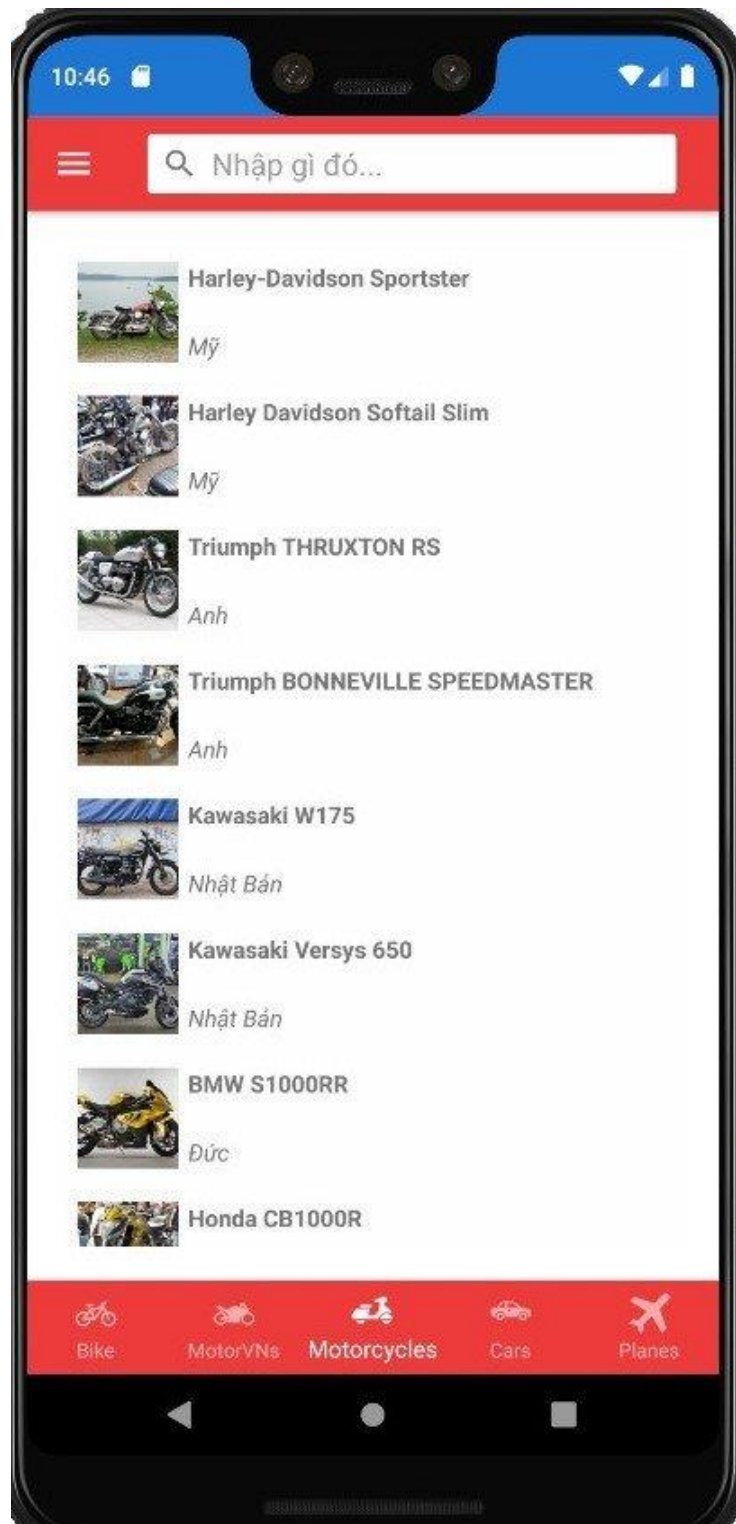 10:46
Nhập gì đó...
Harley-Davidson Sportster
Mỹ
Harley Davidson Softail Slim
Mỹ
Triumph THRUXTON RS
Anh
Triumph BONNEVILLE SPEEDMASTER
Anh
Kawasaki W175
Nhật Bản
Kawasaki Versys 650
Nhật Bản
BMW S1000RR
Đức
Honda CB1000R
Bike MotorVNs Motorcycles Cars Planes